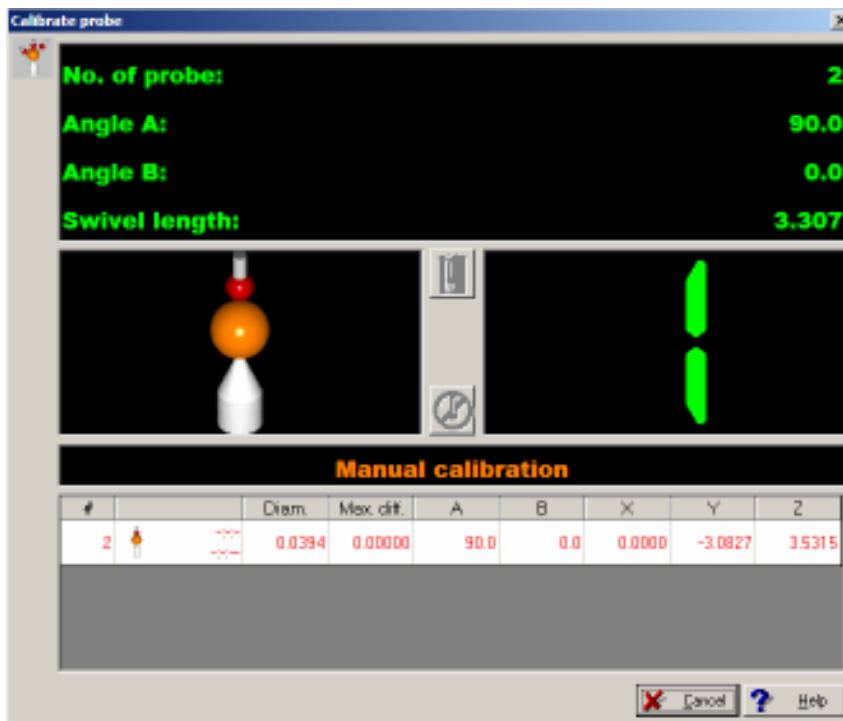 Calibrate probe
No. of probe: 2
Angle A: 90.0
Angle B: 0.0
Swivel length: 3.307
1
Manual calibration
# Diam. Max. diff. A B X Y Z
2 -.-.- 0.0394 0.00000 90.0 0.0 0.0000 -3.0827 3.5315
-.-.--
Cancel Help